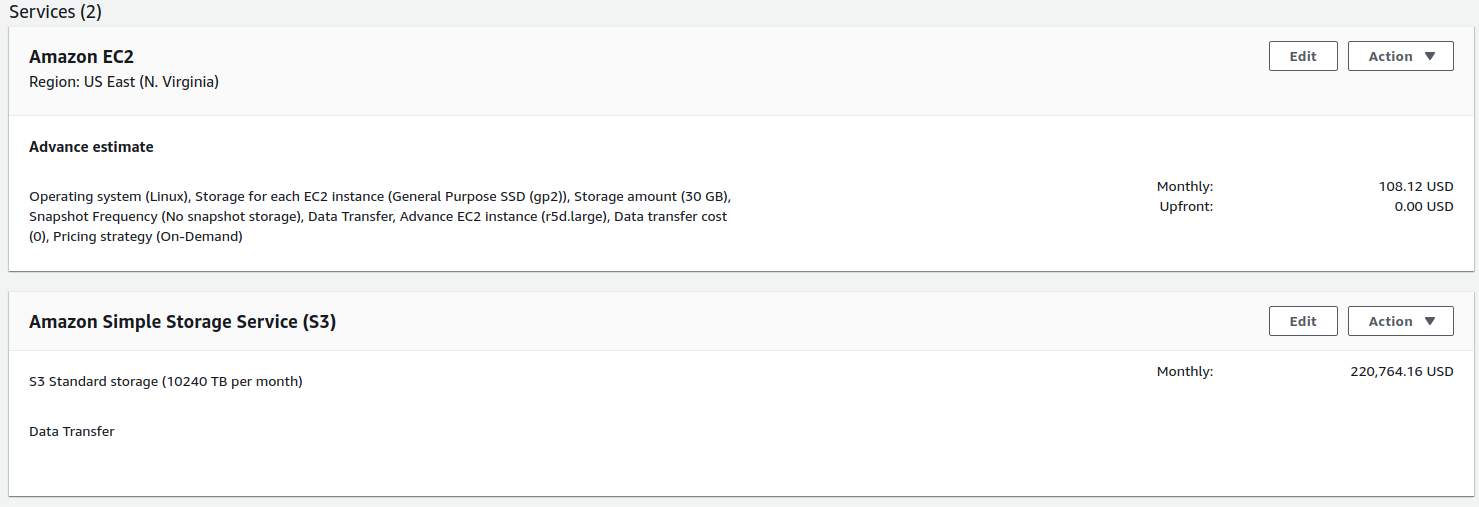 Services (2)
Amazon EC2
Edit
Action
Region: US East (N. Virginia)
Advance estimate
Operating system (Linux), Storage for each EC2 instance (General Purpose SSD (gp2)), Storage amount (30 GB),
Snapshot Frequency (No snapshot storage), Data Transfer, Advance EC2 instance (r5d.large), Data transfer cost
(0), Pricing strategy (On-Demand)
Monthly: 108.12 USD
Upfront: 0.00 USD
Amazon Simple Storage Service (S3)
Edit
Action
S3 Standard storage (10240 TB per month)
Monthly: 220,764.16 USD
Data Transfer